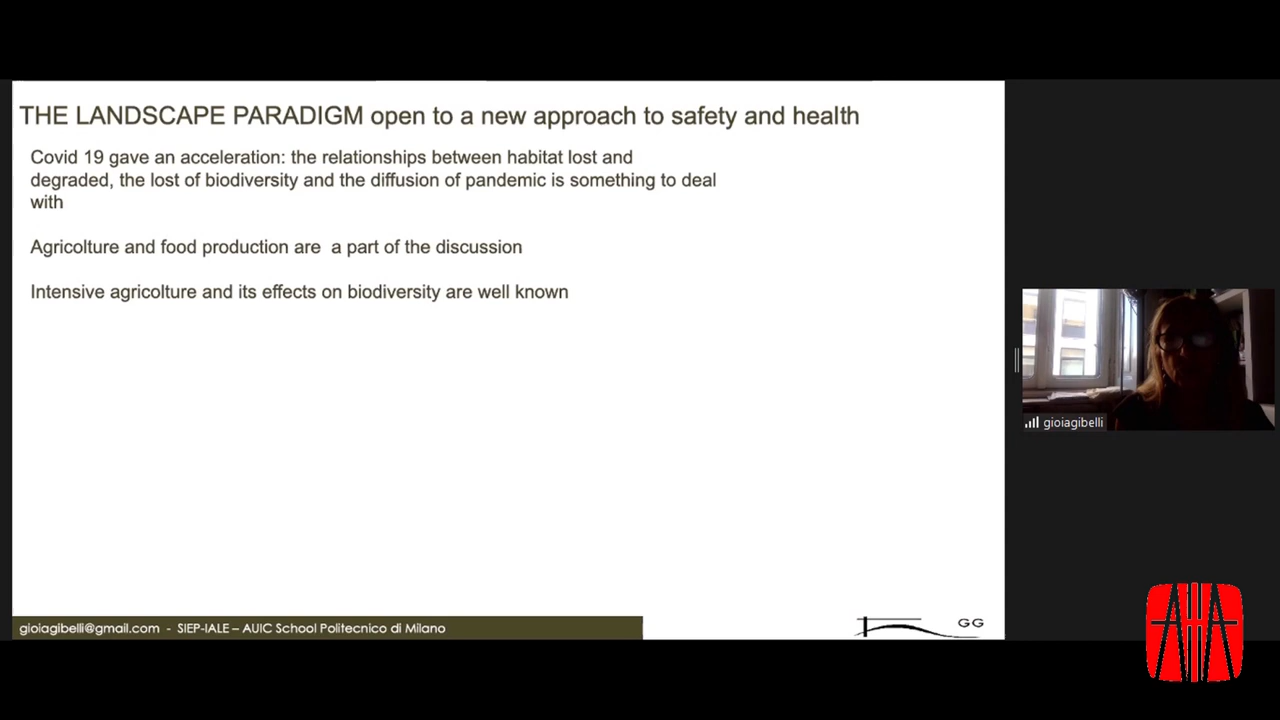 THE LANDSCAPE PARADIGM open to a new approach to safety and health
Covid 19 gave an acceleration: the relationships between habitat lost and
degraded, the lost of biodiversity and the diffusion of pandemic is something to deal
with
Agricolture and food production are  a part of the discussion
Intensive agricolture and its effects on biodiversity are well known
gioiagibelli
gioiagibelli@gmail.com - SIEP-IALE – AUIC School Politecnico di Milano
GG
AHA